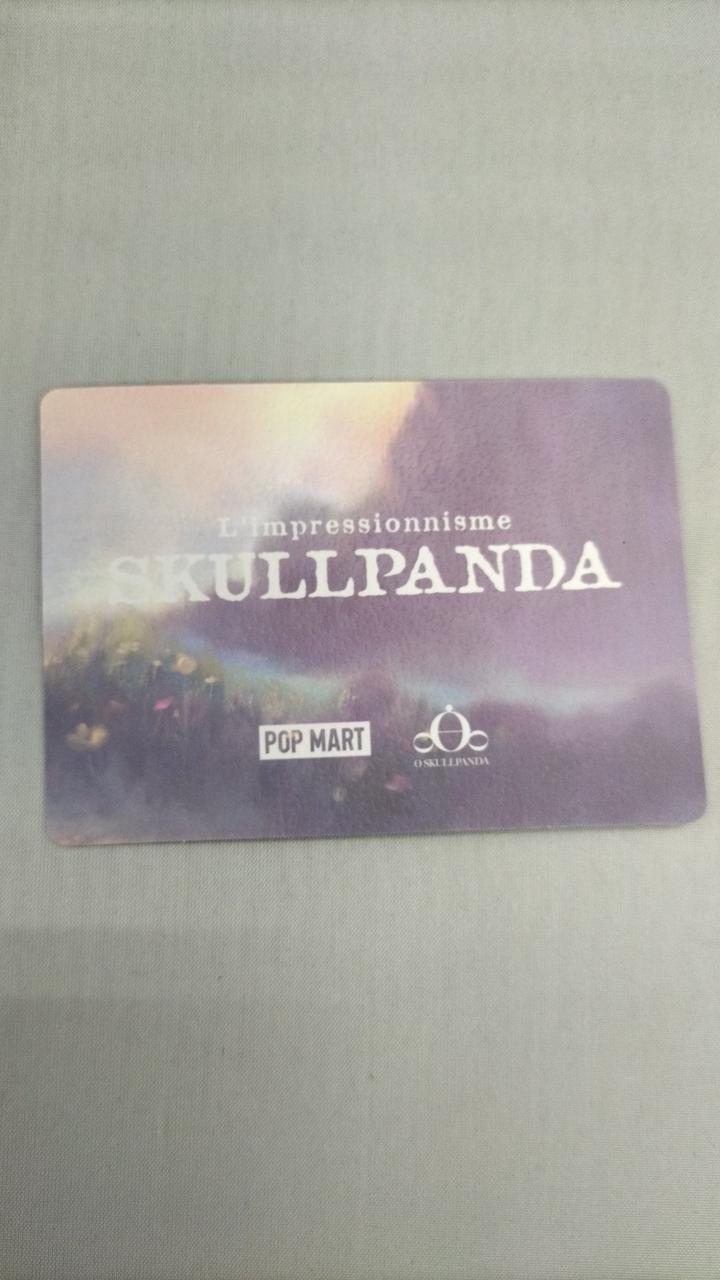 L'impressionnisme
SKULLPANDA
POP MART
O SKULLPANDA